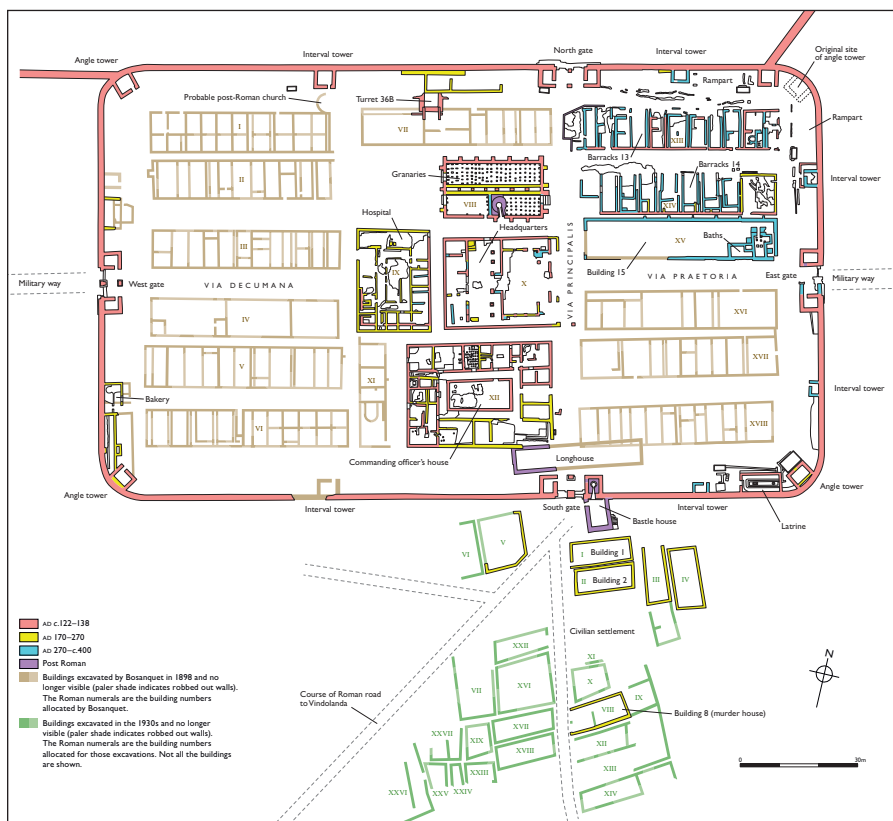 Angle tower
Interval tower
North gate
Interval tower
Original site
of angle tower
Rampart
Probable post-Roman church
Turret 36B
Rampart
I
VII
XIII
Barracks 13
II
Granaries
Barracks 14
Interval tower
VIII
XIV
Hospital
Headquarters
III
IX
X
VIA PRINCIPALIS
XV
Baths
Building 15
Military way
West gate
VIA DECUMANA
VIA PRAETORIA
East gate
Military way
IV
XVI
V
XI
XVII
XII
Bakery
Interval tower
VI
XVIII
Commanding officer's house
Longhouse
Angle tower
Interval tower
South gate
Interval tower
Angle tower
Bastle house
Latrine
VI
V
I
Building 1
II
Building 2
III
IV
Civilian settlement
AD c.122–138
AD 170–270
AD 270–c.400
Post Roman
Buildings excavated by Bosanquet in 1898 and no
longer visible (paler shade indicates robbed out walls).
The Roman numerals are the building numbers
allocated by Bosanquet.
Buildings excavated in the 1930s and no longer
visible (paler shade indicates robbed out walls).
The Roman numerals are the building numbers
allocated for those excavations. Not all the buildings
are shown.
Course of Roman road
to Vindolanda
XXII
VII
XVI
XI
X
IX
VIII
Building 8 (murder house)
XXVII
XIX
XVII
XII
XVIII
XXIII
XIII
XXVI
XXV
XXIV
XIV
N
0
30m